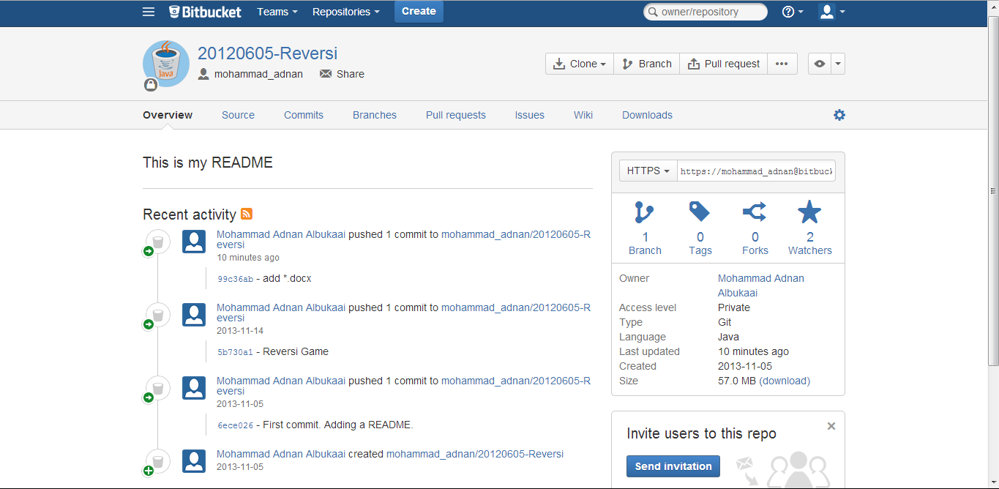 Bitbucket Teams Repositories Create owner/repository
Java
20120605-Reversi
mohammad_adnan Share
Clone Branch Pull request
Overview Source Commits Branches Pull requests Issues Wiki Downloads
This is my README
Recent activity
Mohammad Adnan Albukaai pushed 1 commit to mohammad_adnan/20120605-R
eversi
10 minutes ago
99c36ab - add *.docx
Mohammad Adnan Albukaai pushed 1 commit to mohammad_adnan/20120605-R
eversi
2013-11-14
5b730a1 - Reversi Game
Mohammad Adnan Albukaai pushed 1 commit to mohammad_adnan/20120605-R
eversi
2013-11-05
6ece026 - First commit. Adding a README.
Mohammad Adnan Albukaai created mohammad_adnan/20120605-Reversi
2013-11-05
HTTPS https://mohammad_adnan@bitbuck
1 0 0 2
Branch Tags Forks Watchers
Owner Mohammad Adnan
Albukaai
Access level Private
Type Git
Language Java
Last updated 10 minutes ago
Created 2013-11-05
Size 57.0 MB (download)
Invite users to this repo
Send invitation